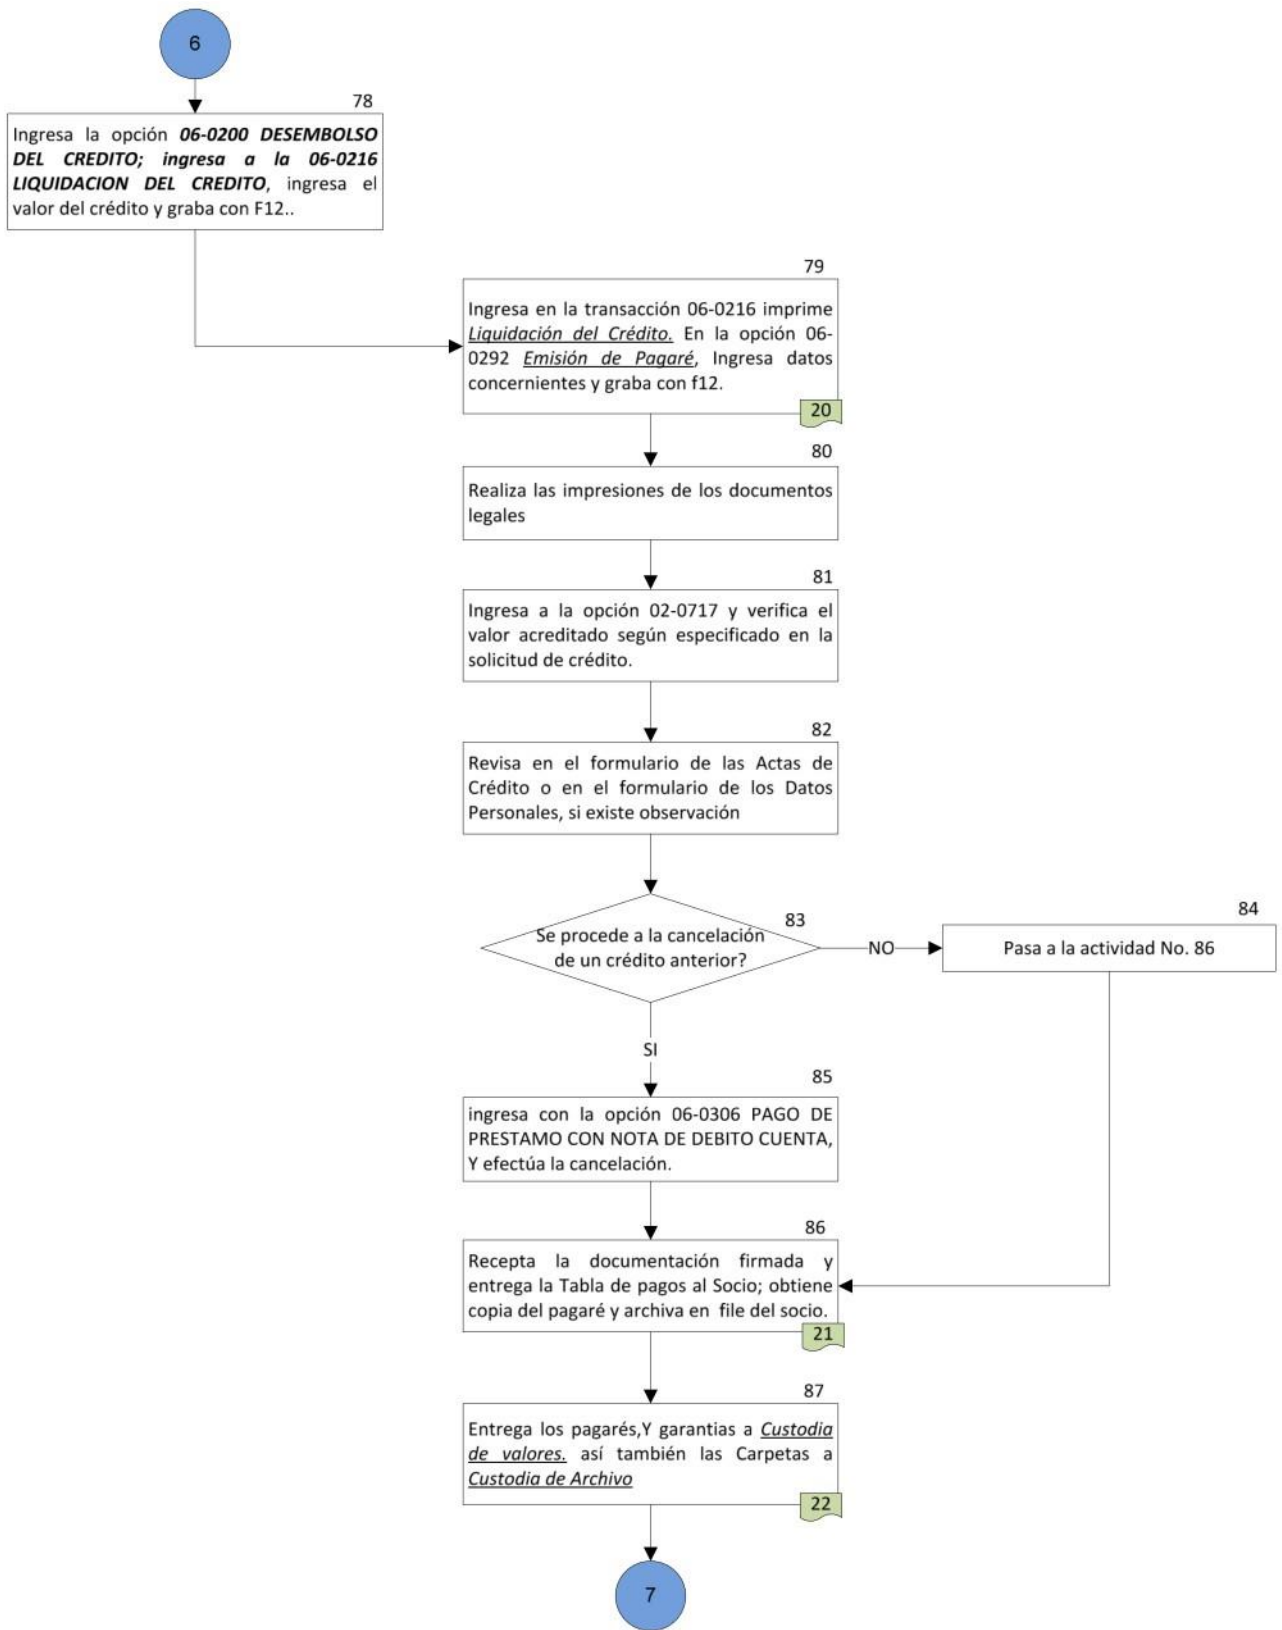 6
78
Ingresa la opción 06-0200 DESEMBOLSO
DEL CREDITO; ingresa a la 06-0216
LIQUIDACION DEL CREDITO, ingresa el
valor del crédito y graba con F12..
79
Ingresa en la transacción 06-0216 imprime
Liquidación del Crédito. En la opción 06-
0292 Emisión de Pagaré, Ingresa datos
concernientes y graba con f12.
20
80
Realiza las impresiones de los documentos
legales
81
Ingresa a la opción 02-0717 y verifica el
valor acreditado según especificado en la
solicitud de crédito.
82
Revisa en el formulario de las Actas de
Crédito o en el formulario de los Datos
Personales, si existe observación
83
Se procede a la cancelación
de un crédito anterior?
NO
84
Pasa a la actividad No. 86
SI
85
ingresa con la opción 06-0306 PAGO DE
PRESTAMO CON NOTA DE DEBITO CUENTA,
Y efectúa la cancelación.
86
Recepta la documentación firmada y
entrega la Tabla de pagos al Socio; obtiene
copia del pagaré y archiva en file del socio.
21
87
Entrega los pagarés,Y garantias a Custodia
de valores. así también las Carpetas a
Custodia de Archivo
22
7